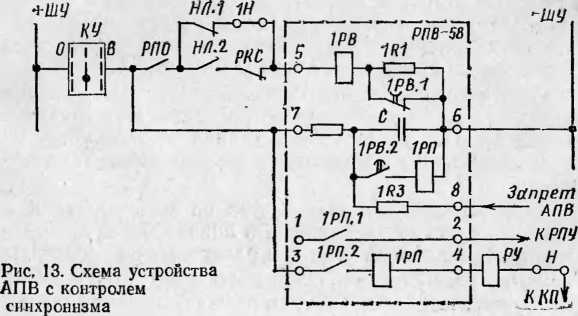 +ШУ
КУ
О
В
РПО
НЛ.1
1Н
НЛ.2
РКС
РПВ-58
-ШУ
5
1РВ
1R1
1РВ.1
7
С
6
1РВ.2
1РП
1R3
8
Запрет
АПВ
1
1РП.1
2
К РПУ
3
1РП.2
1РП
4
РУ
Н
К КП
Рис. 13. Схема устройства
АПВ с контролем
синхронизма